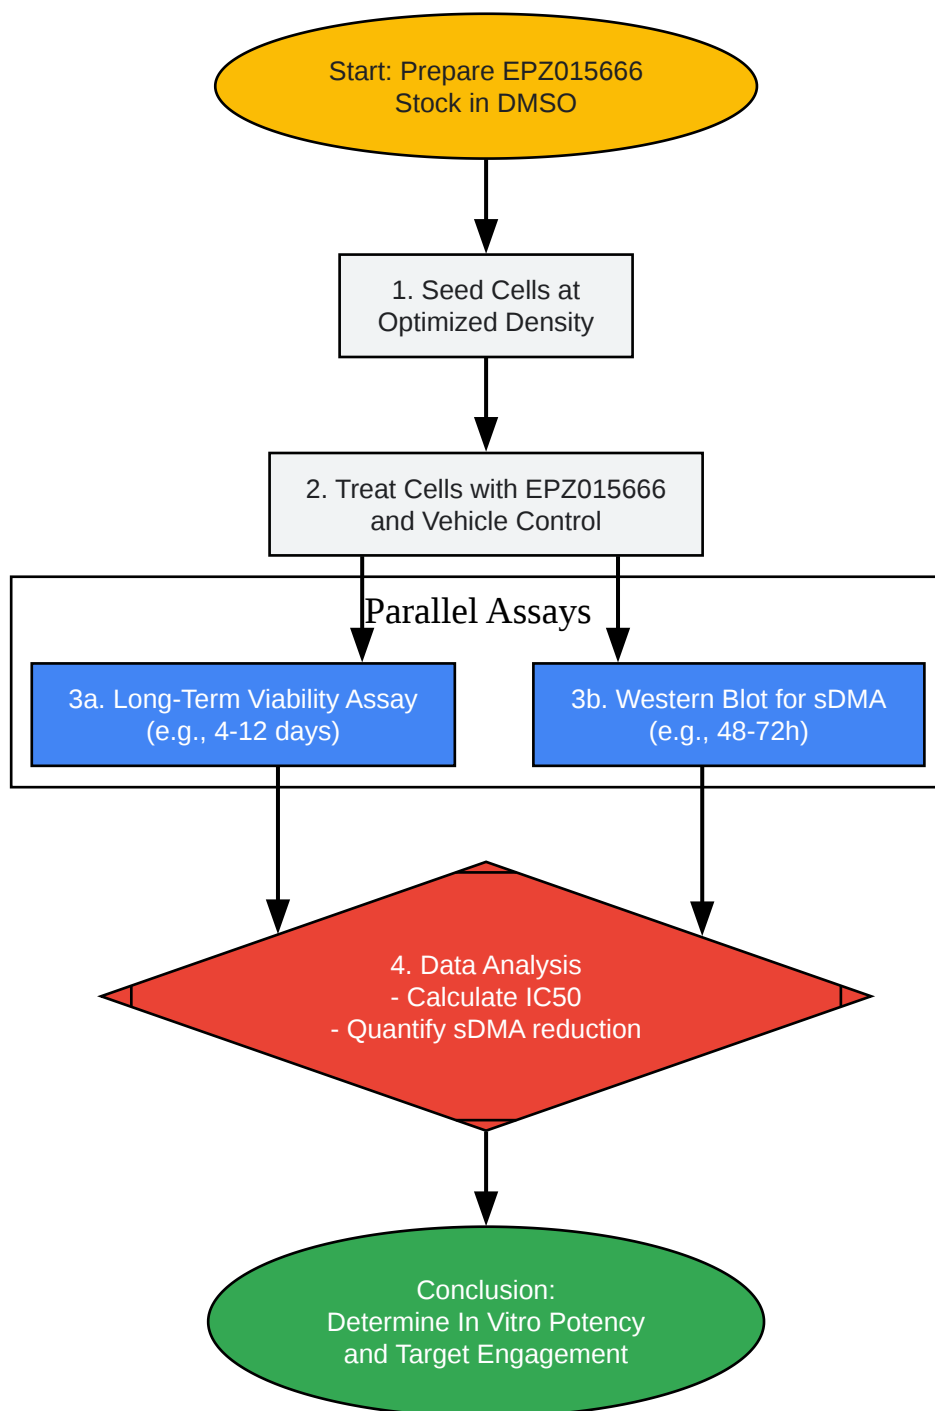 Start: Prepare EPZ015666
Stock in DMSO
1. Seed Cells at
Optimized Density
2. Treat Cells with EPZ015666
and Vehicle Control
Parallel Assays
3a. Long-Term Viability Assay
(e.g., 4-12 days)
3b. Western Blot for sDMA
(e.g., 48-72h)
4. Data Analysis
- Calculate IC50
- Quantify sDMA reduction
Conclusion:
Determine In Vitro Potency
and Target Engagement